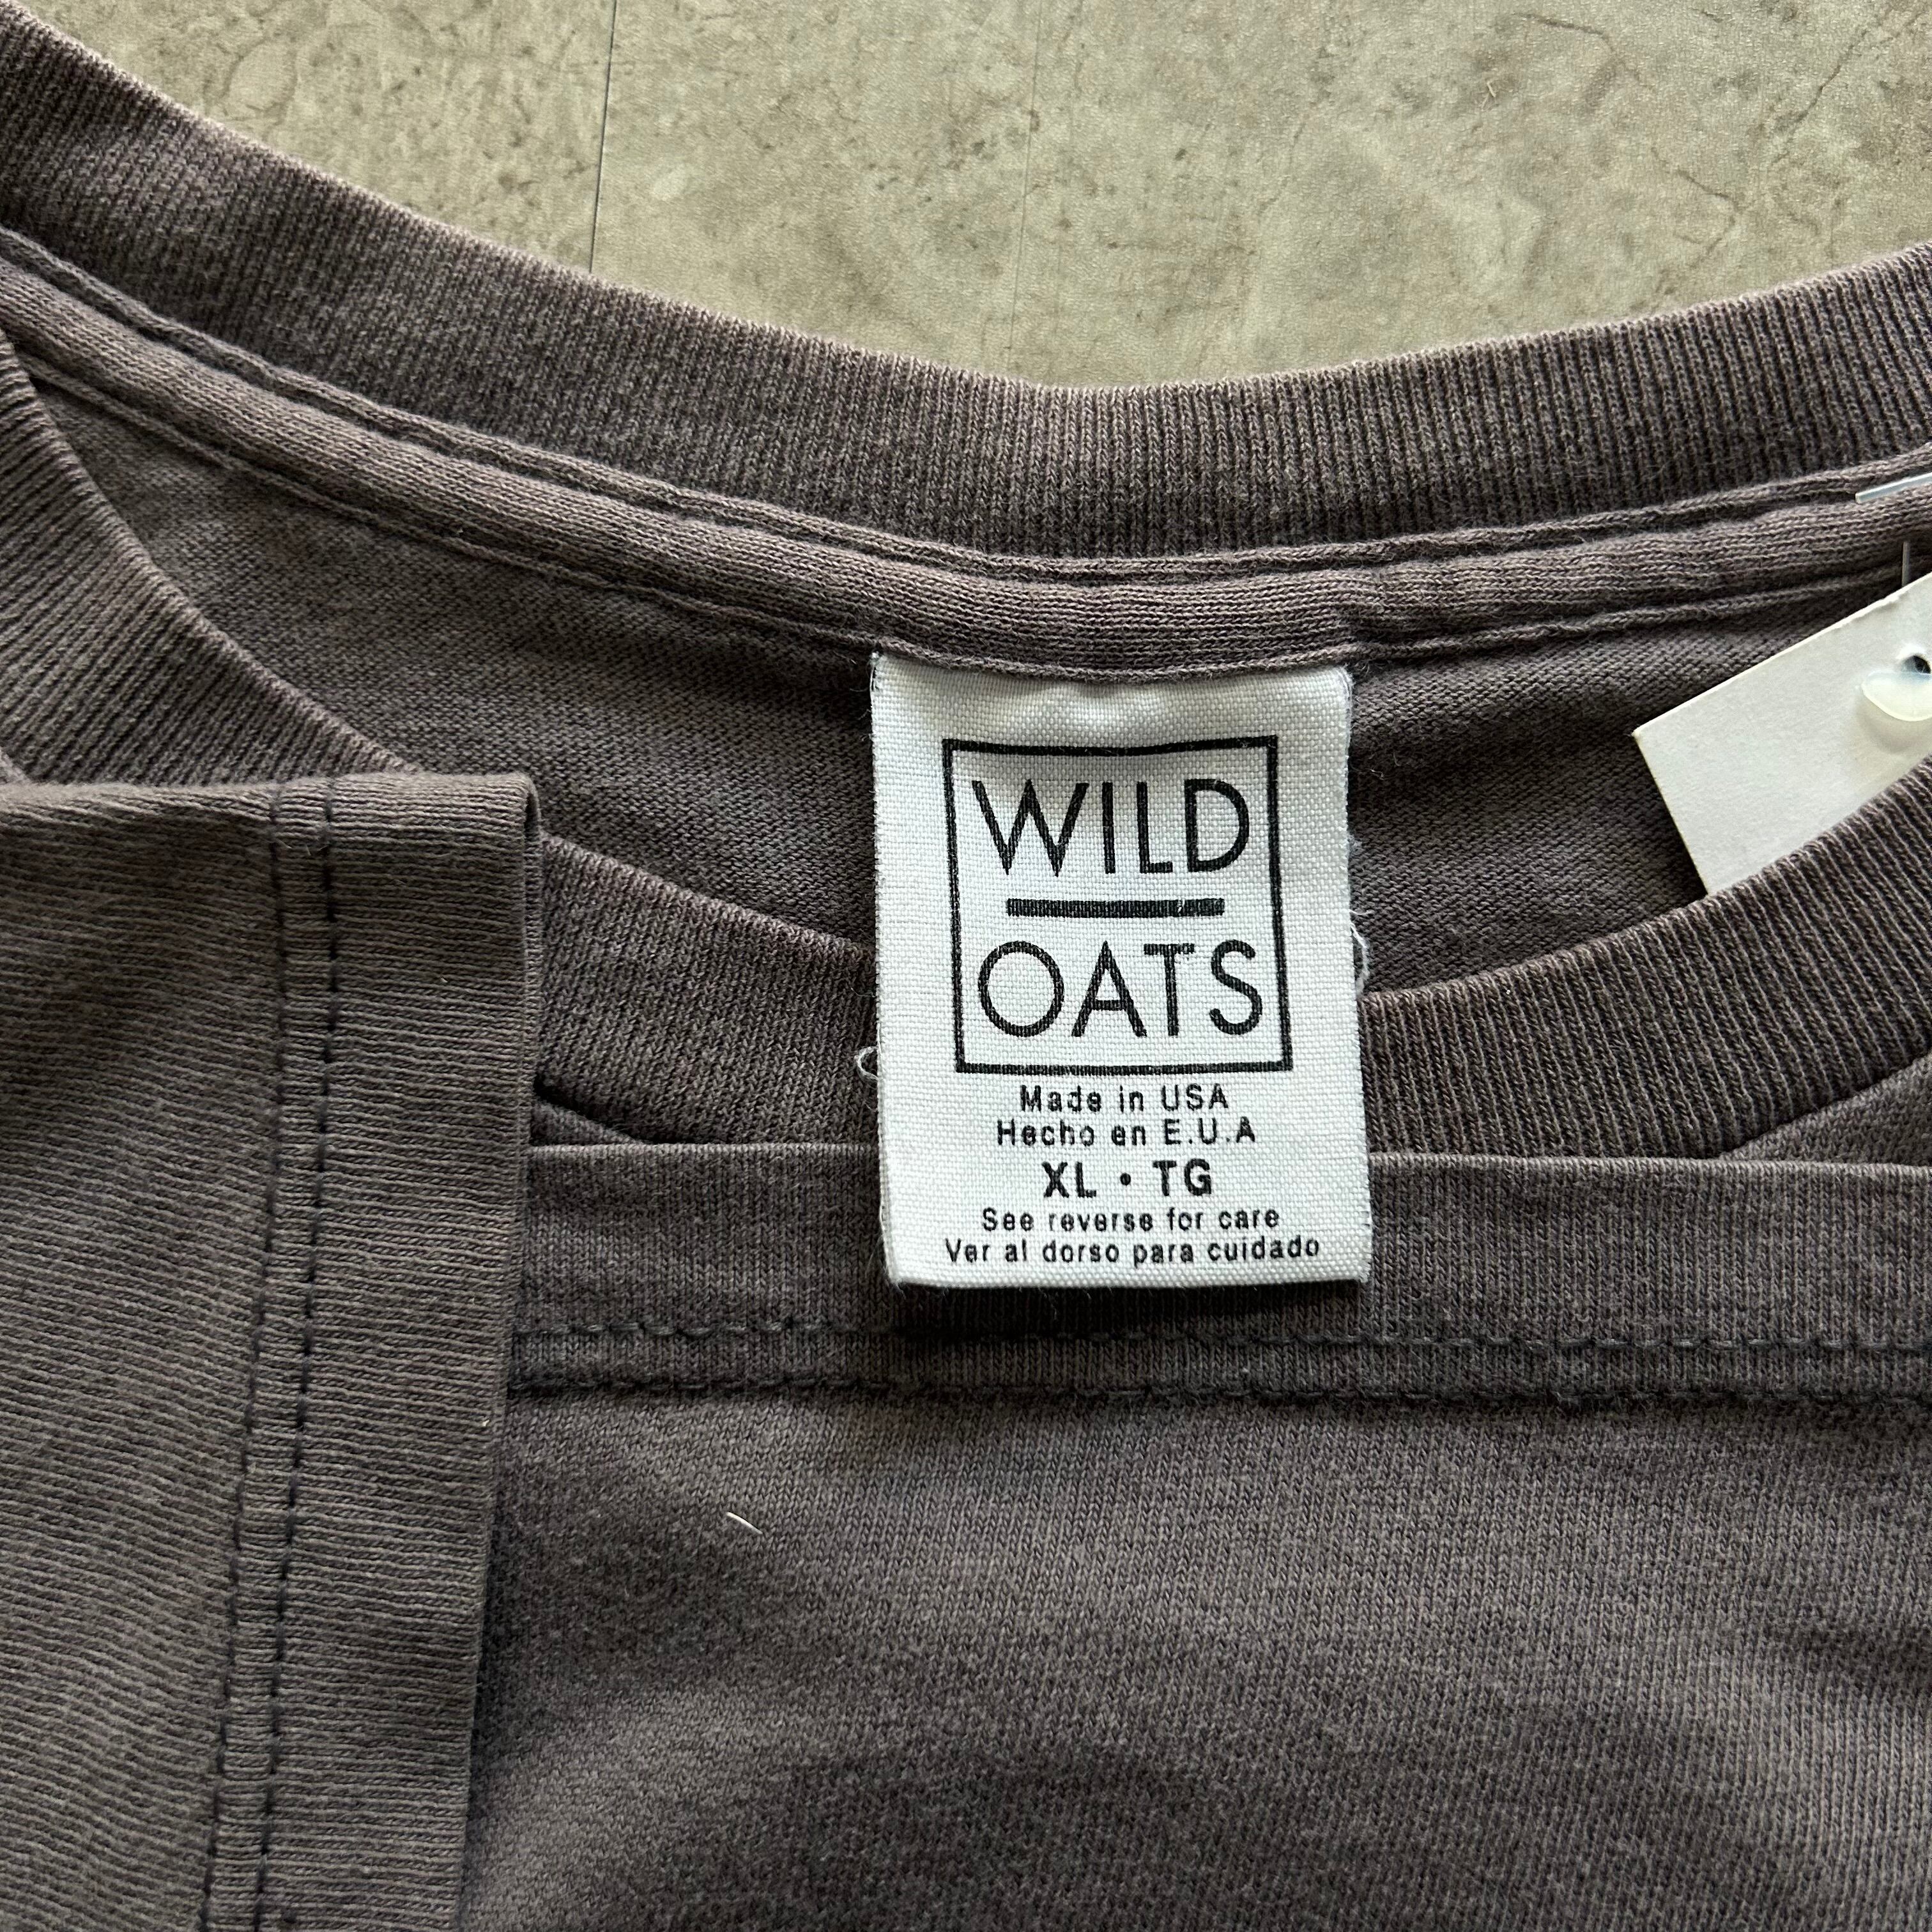 WILD
OATS
Made in USA
Hecho en E.U.A
XL • TG
See reverse for care
Ver al dorso para cuidado